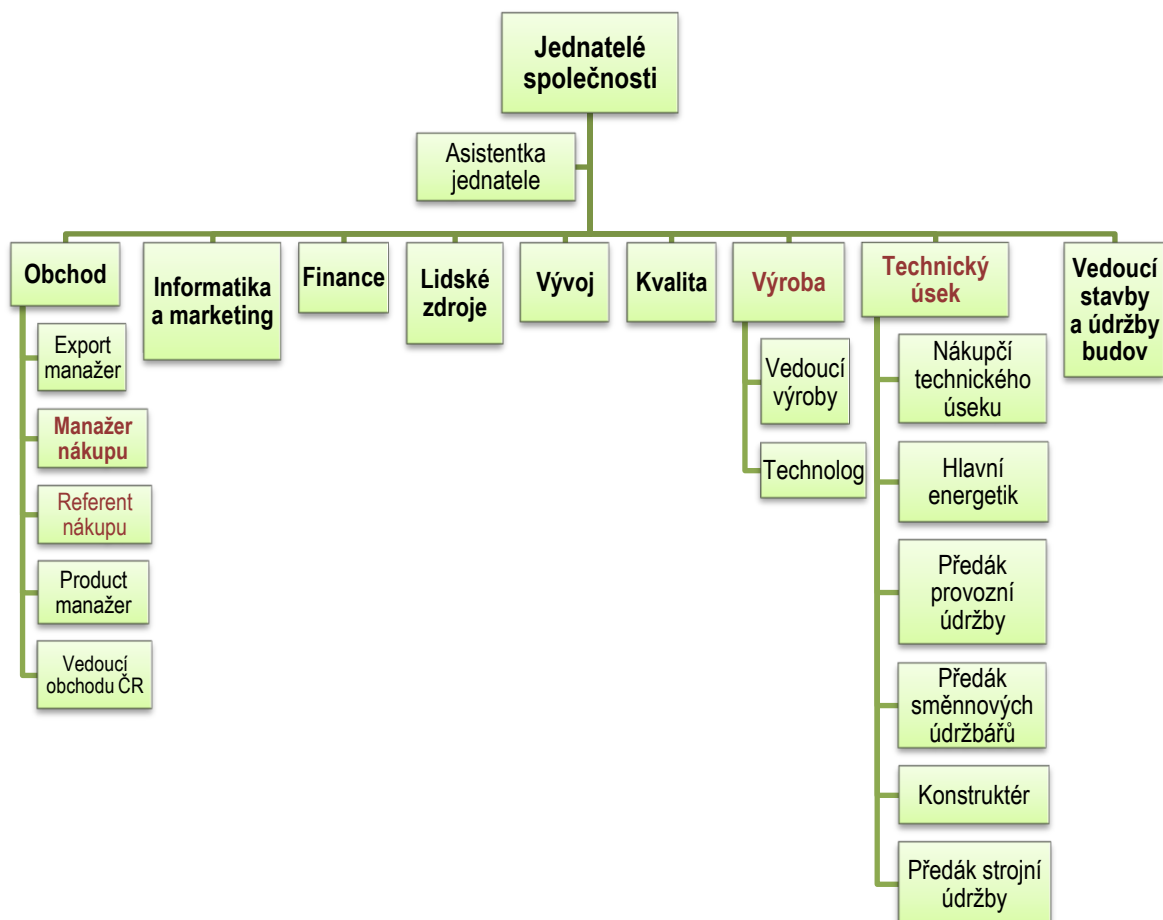 Jednatelé
společnosti
Asistentka
jednatele
Obchod
Informatika
a marketing
Finance
Lidské
zdroje
Vývoj
Kvalita
Výroba
Technický
úsek
Vedoucí
stavby
a údržby
budov
Export
manažer
Manažer
nákupu
Referent
nákupu
Product
manažer
Vedoucí
obchodu ČR
Vedoucí
výroby
Technolog
Nákupčí
technického
úseku
Hlavní
energetik
Předák
provozní
údržby
Předák
směnnových
údržbářů
Konstruktér
Předák strojní
údržby